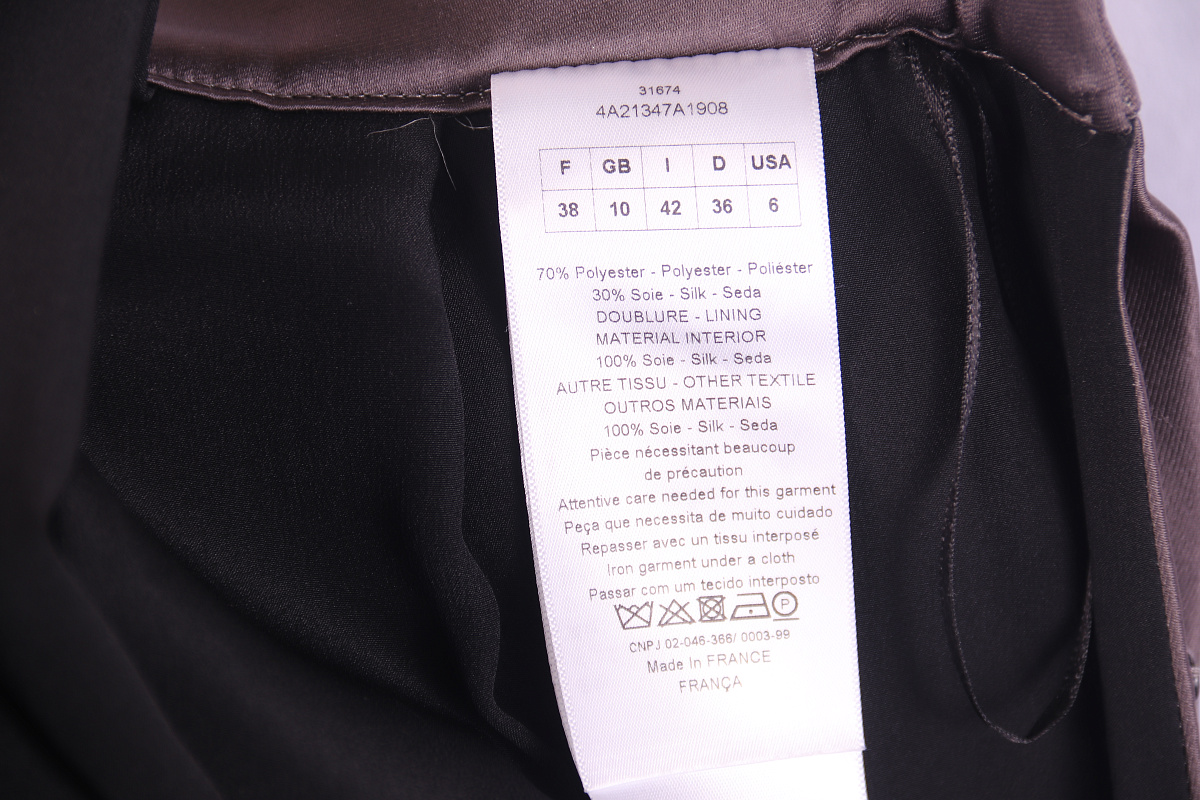 31674
4A21347A1908
F GB I D USA
38 10 42 36 6
70% Polyester - Polyester - Poliéster
30% Soie - Silk - Seda
DOUBLURE - LINING
MATERIAL INTERIOR
100% Soie - Silk - Seda
AUTRE TISSU - OTHER TEXTILE
OUTROS MATERIAIS
100% Soie - Silk - Seda
Pièce nécessitant beaucoup
de précaution
Attentive care needed for this garment
Peça que necessita de muito cuidado
Repasser avec un tissu interposé
Iron garment under a cloth
Passar com um tecido interposto
P
CNPJ 02-046-366/ 0003-99
Made In FRANCE
FRANÇA